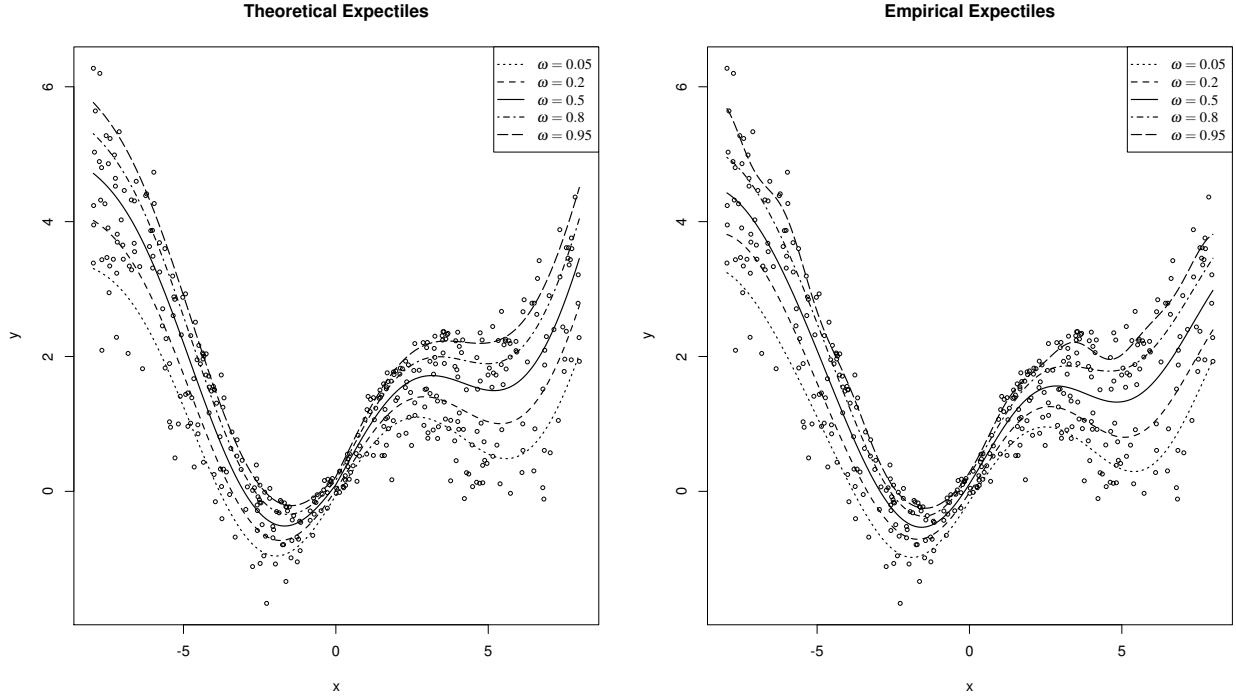 Theoretical Expectiles
y
6
4
2
0
-5
0
5
x
ω = 0.05
ω = 0.2
ω = 0.5
ω = 0.8
ω = 0.95
Empirical Expectiles
y
6
4
2
0
-5
0
5
x
ω = 0.05
ω = 0.2
ω = 0.5
ω = 0.8
ω = 0.95